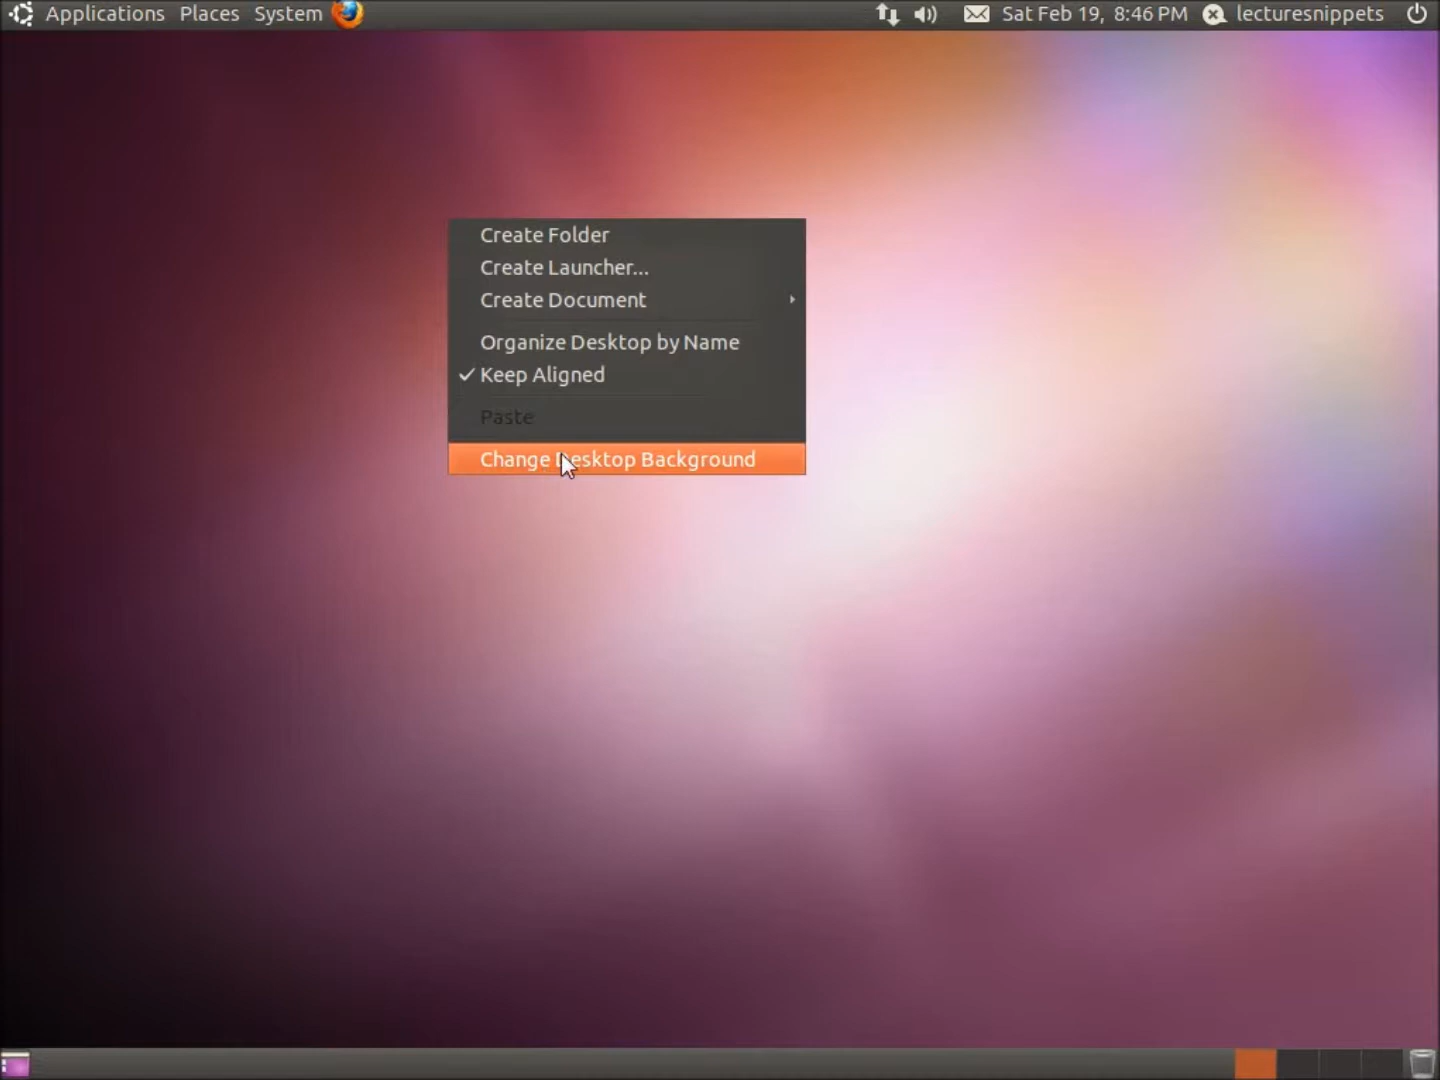 Applications Places System Sat Feb 19, 8:46 PM lecturesnippets
Create Folder
Create Launcher...
Create Document
Organize Desktop by Name
Keep Aligned
Paste
Change Desktop Background